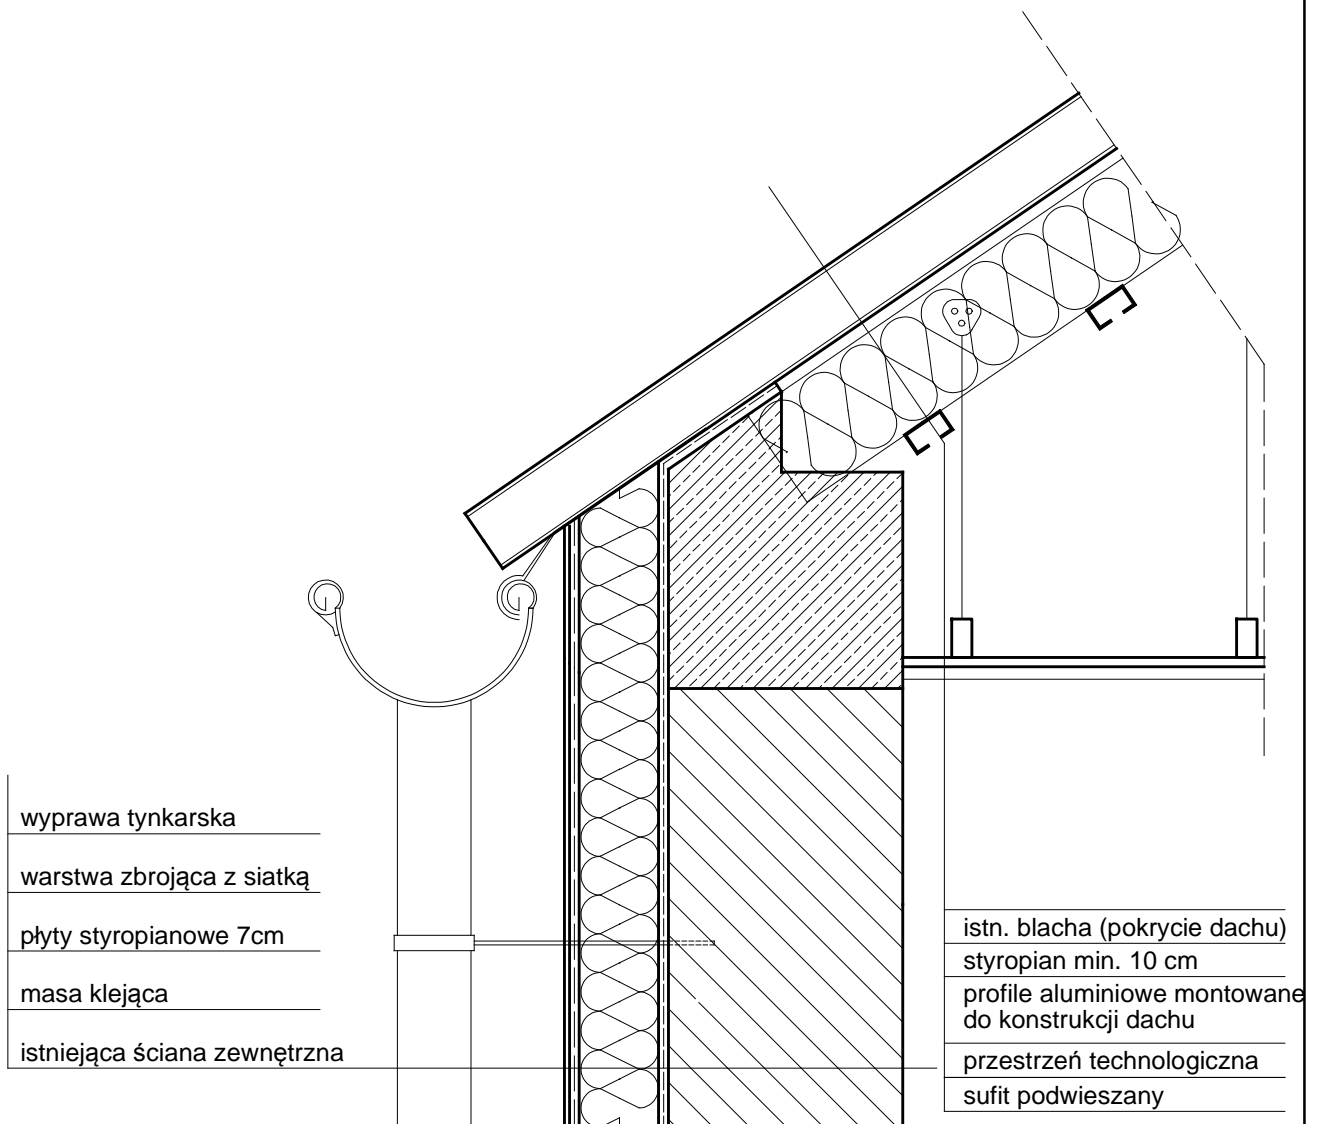 wyprawa tynkarska
warstwa zbrojąca z siatką
płyty styropianowe 7cm
masa klejąca
istniejąca ściana zewnętrzna
istn. blacha (pokrycie dachu)
styropian min. 10 cm
profile aluminiowe montowane
do konstrukcji dachu
przestrzeń technologiczna
sufit podwieszany